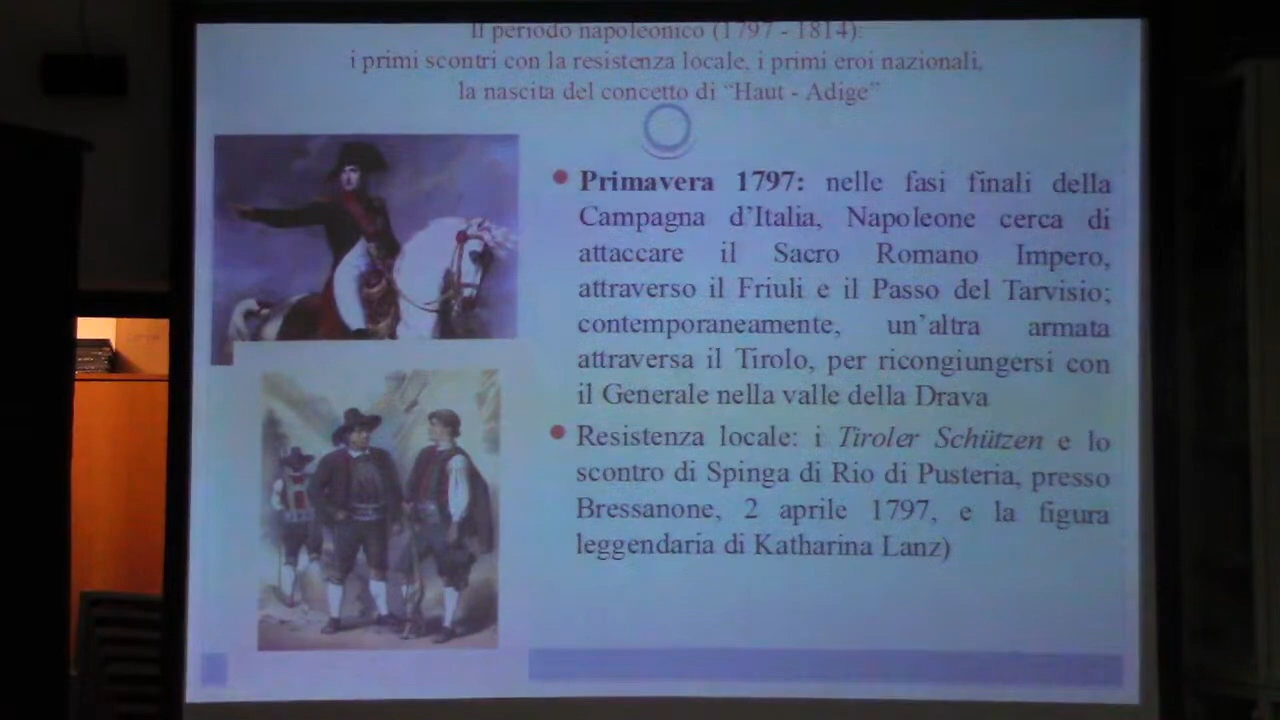 Il periodo napoleonico (1797 - 1814):
i primi scontri con la resistenza locale, i primi eroi nazionali,
la nascita del concetto di “Haut - Adige”
Primavera 1797: nelle fasi finali della
Campagna d’Italia, Napoleone cerca di
attaccare il Sacro Romano Impero,
attraverso il Friuli e il Passo del Tarvisio;
contemporaneamente, un’altra armata
attraversa il Tirolo, per ricongiungersi con
il Generale nella valle della Drava
Resistenza locale: i Tiroler Schützen e lo
scontro di Spinga di Rio di Pusteria, presso
Bressanone, 2 aprile 1797, e la figura
leggendaria di Katharina Lanz)